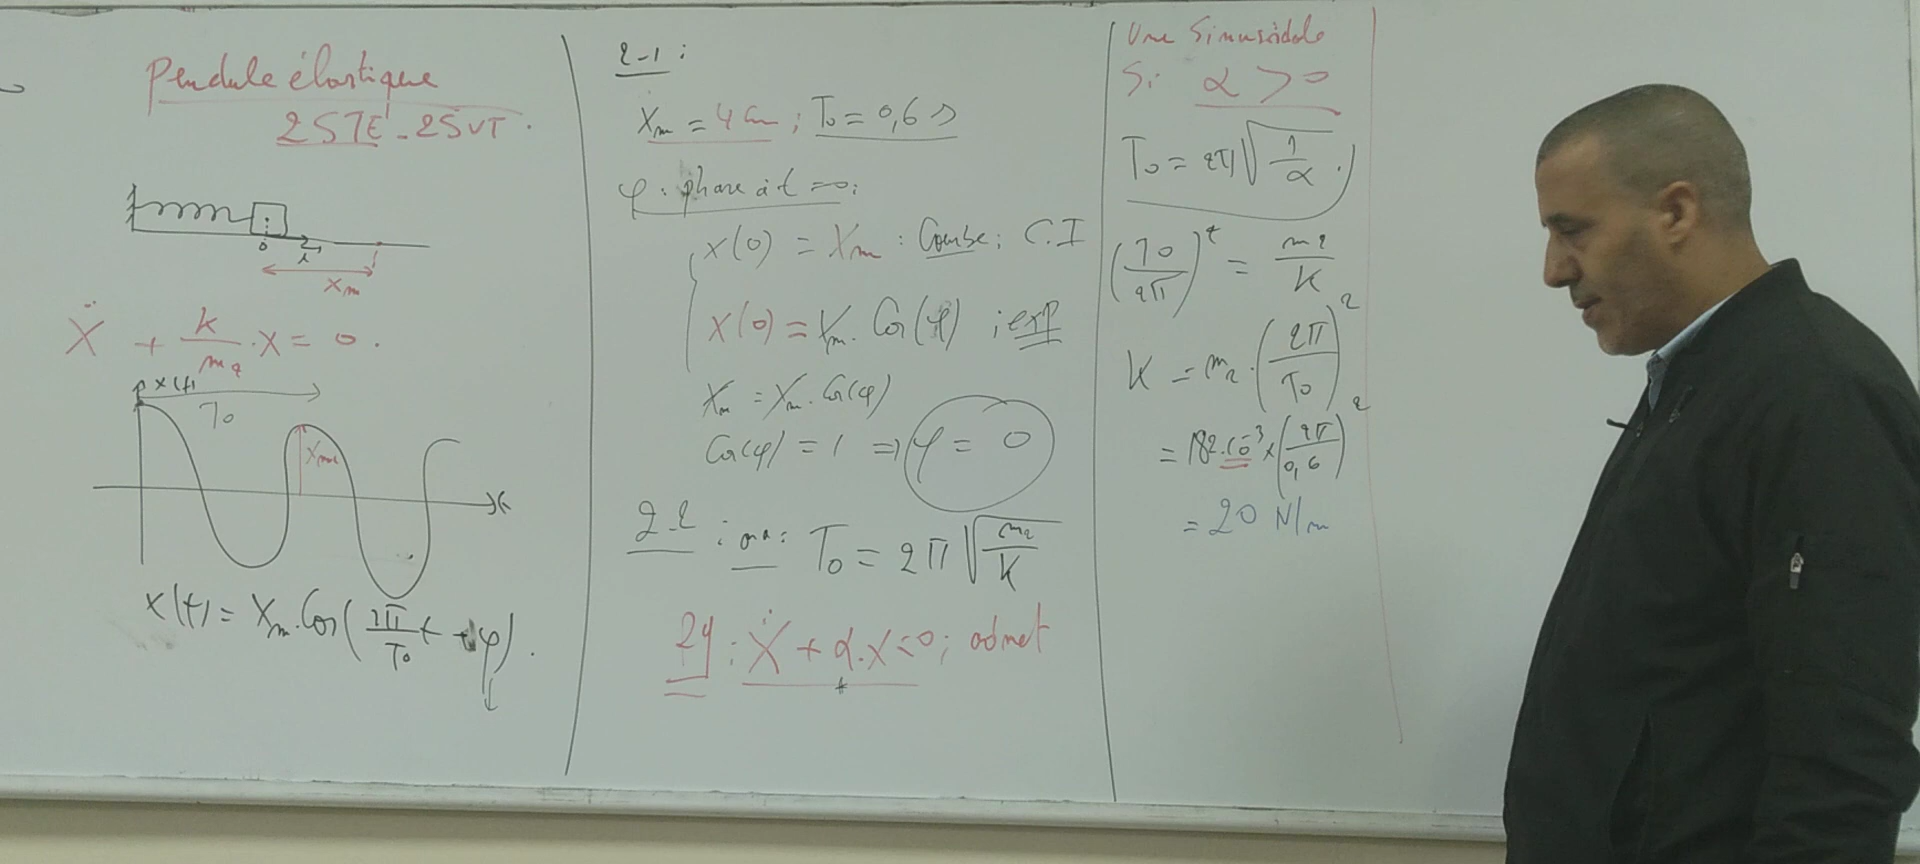 Pendule élastique
2STE - 2SVT.
0
i
Xm
Ẍ + k/m2 . X = 0.
x(t)
T0
Xm
t
x(t) = Xm. Cos(2π/T0 t + φ).
2-1 :
Xm = 4cm ; T0 = 0,6 s
φ : phase à t = 0 :
x(0) = Xm : Courbe ; C.I
x(0) = Xm. Cos(φ) ; exp
Xm = Xm. Cos(φ)
Cos(φ) = 1 ⇒ φ = 0
2-2 : on a : T0 = 2π √(m2/K)
Ẍ + α.X = 0 ; admet
Une Sinusoidale
Si α > 0
T0 = 2π √(1/α) .
(T0/2π)² = m2/K
K = m2 . (2π/T0)²
= 182.10⁻³ × (2π/0,6)²
= 20 N/m